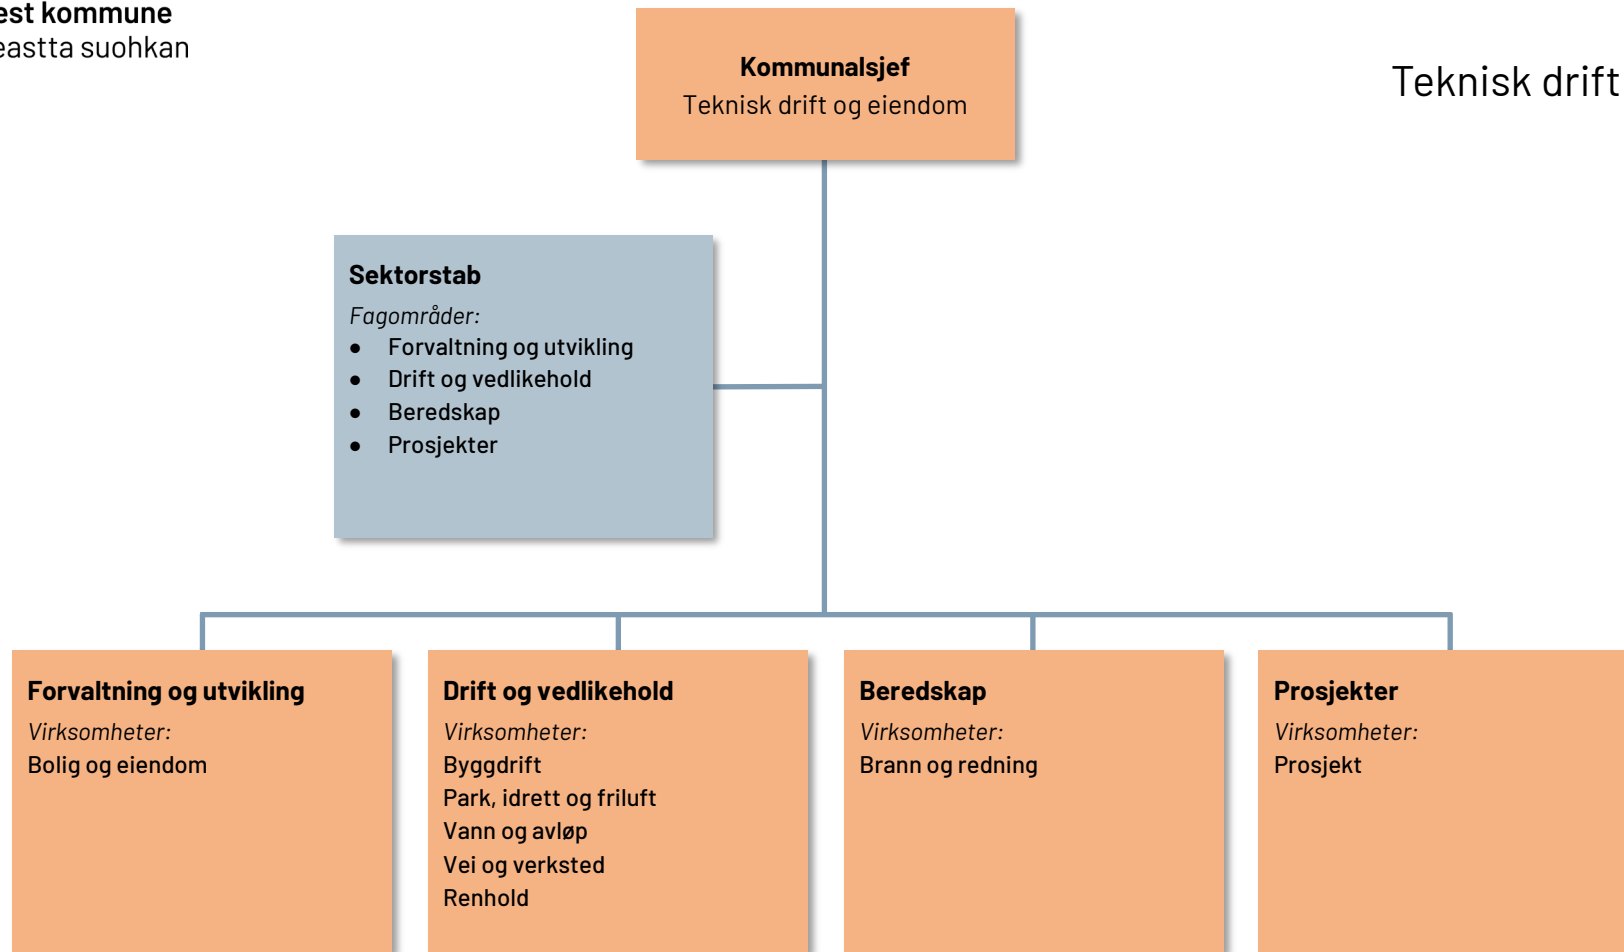 est kommune
eastta suohkan
Teknisk drift
Kommunalsjef
Teknisk drift og eiendom
Sektorstab
Fagområder:
● Forvaltning og utvikling
● Drift og vedlikehold
● Beredskap
● Prosjekter
Forvaltning og utvikling
Virksomheter:
Bolig og eiendom
Drift og vedlikehold
Virksomheter:
Byggdrift
Park, idrett og friluft
Vann og avløp
Vei og verksted
Renhold
Beredskap
Virksomheter:
Brann og redning
Prosjekter
Virksomheter:
Prosjekt